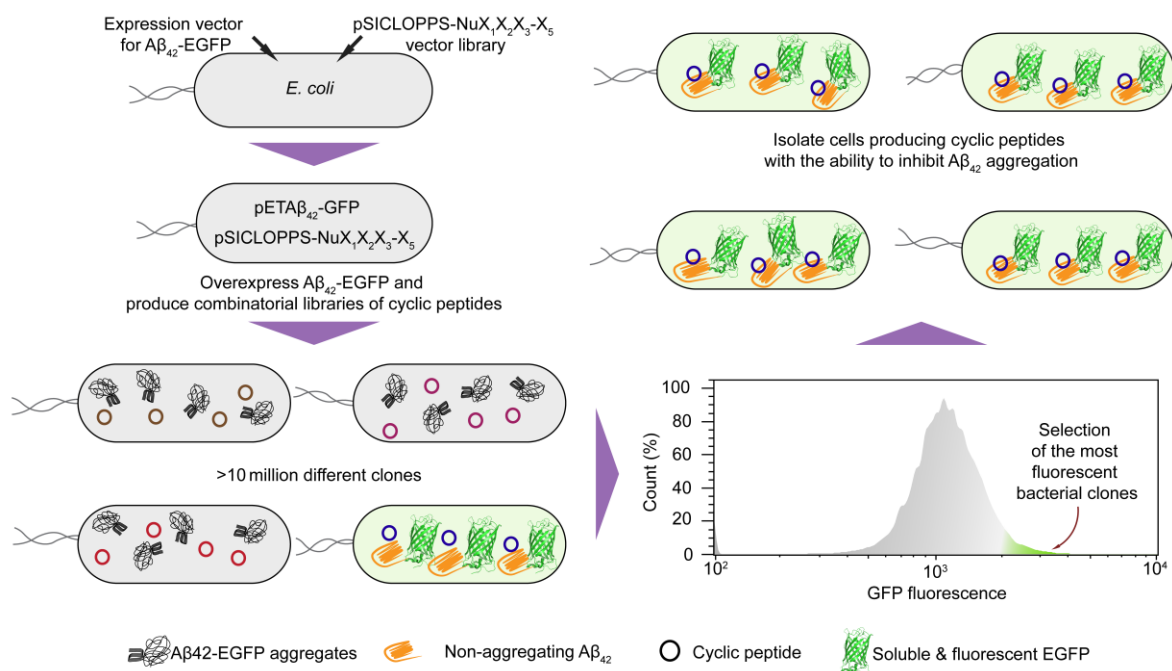 Expression vector
for Aβ₄₂-EGFP
pSICLOPPS-NuX₁X₂X₃-X₅
vector library
E. coli
pETAβ₄₂-GFP
pSICLOPPS-NuX₁X₂X₃-X₅
Overexpress Aβ₄₂-EGFP and
produce combinatorial libraries of cyclic peptides
>10 million different clones
Isolate cells producing cyclic peptides
with the ability to inhibit Aβ₄₂ aggregation
Count (%)
100
80
60
40
20
0
Selection
of the most
fluorescent
bacterial clones
10²
10³
10⁴
GFP fluorescence
Aβ42-EGFP aggregates
Non-aggregating Aβ₄₂
Cyclic peptide
Soluble & fluorescent EGFP